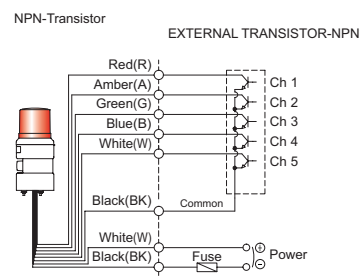 NPN-Transistor
EXTERNAL TRANSISTOR-NPN
Red(R)
Amber(A)
Green(G)
Blue(B)
White(W)
Ch 1
Ch 2
Ch 3
Ch 4
Ch 5
Black(BK)
Common
White(W)
Black(BK)
Fuse
⊕
⊖
Power